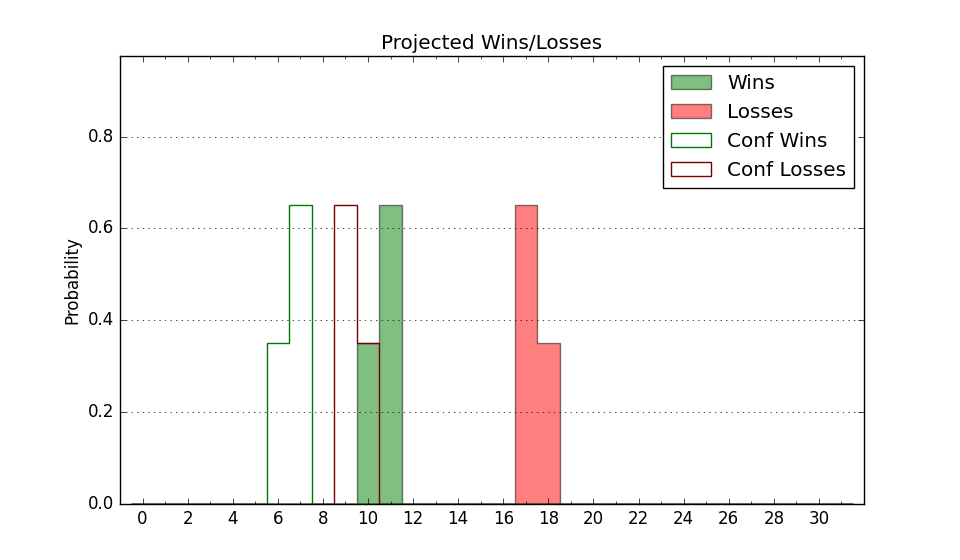 Projected Wins/Losses
Wins
Losses
Conf Wins
Conf Losses
Probability
0.8
0.6
0.4
0.2
0.0
0 2 4 6 8 10 12 14 16 18 20 22 24 26 28 30